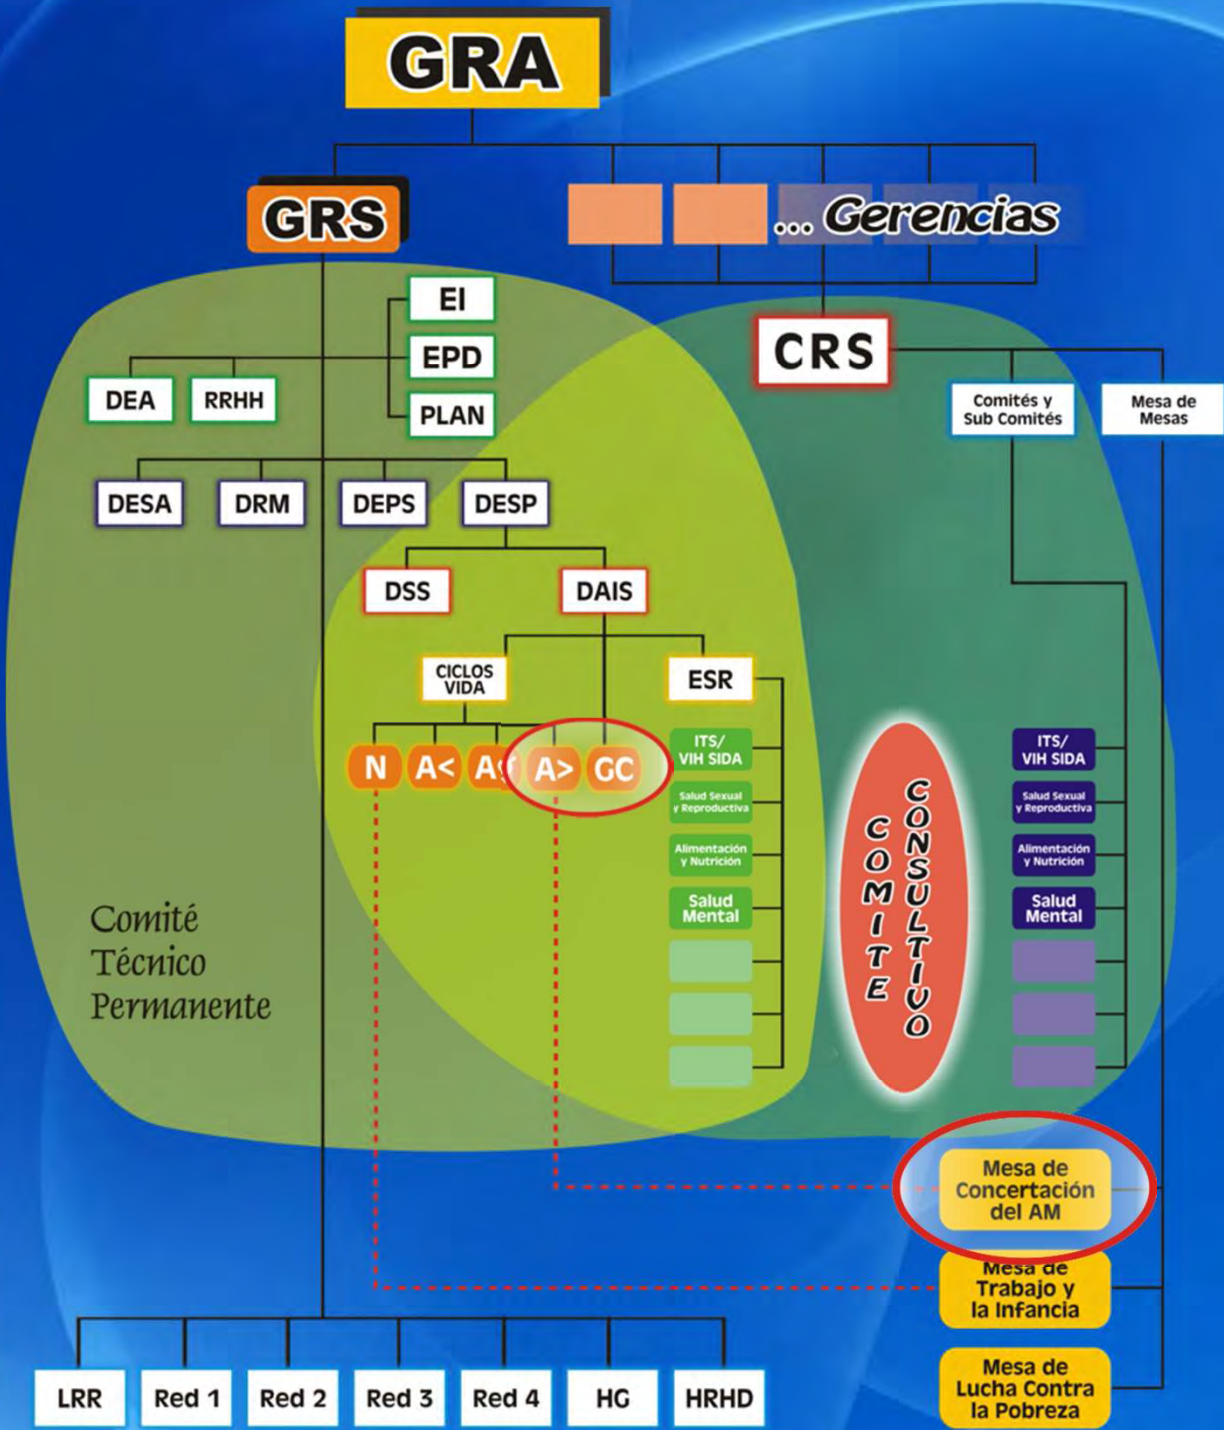 GRA
GRS
... Gerencias
EI
EPD
PLAN
DEA
RRHH
CRS
Comités y
Sub Comités
Mesa de
Mesas
DESA
DRM
DEPS
DESP
DSS
DAIS
CICLOS
VIDA
ESR
N
A<
A>
GC
ITS/
VIH SIDA
Salud Sexual
y Reproductiva
Alimentación
y Nutrición
Salud
Mental
COMITE
CONSULTIVO
ITS/
VIH SIDA
Salud Sexual
y Reproductiva
Alimentación
y Nutrición
Salud
Mental
Comité
Técnico
Permanente
Mesa de
Concertación
del AM
Mesa de
Trabajo y
la Infancia
Mesa de
Lucha Contra
la Pobreza
LRR
Red 1
Red 2
Red 3
Red 4
HG
HRHD